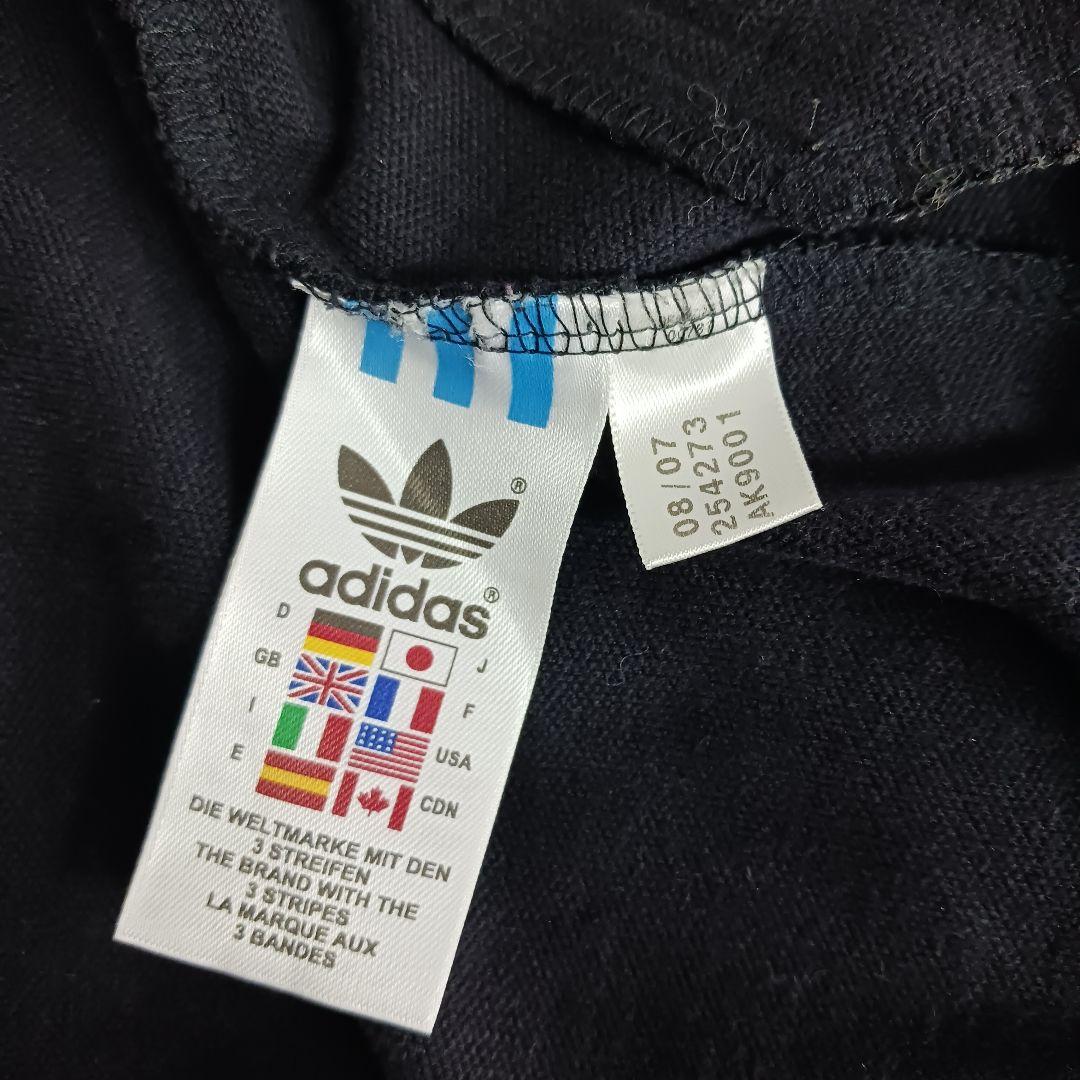 ®
adidas®
D
J
GB
F
I
USA
E
CDN
DIE WELTMARKE MIT DEN
3 STREIFEN
THE BRAND WITH THE
3 STRIPES
LA MARQUE AUX
3 BANDES
08/07
254273
AK9001